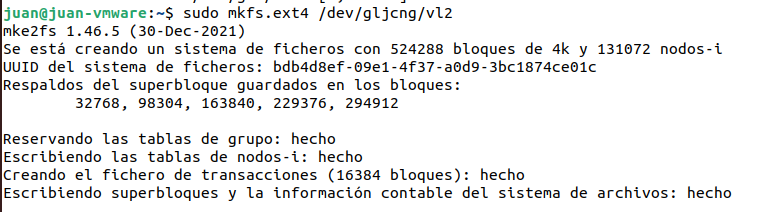 juan@juan-vmware:~$ sudo mkfs.ext4 /dev/gljcng/vl2
mke2fs 1.46.5 (30-Dec-2021)
Se está creando un sistema de ficheros con 524288 bloques de 4k y 131072 nodos-i
UUID del sistema de ficheros: bdb4d8ef-09e1-4f37-a0d9-3bc1874ce01c
Respaldos del superbloque guardados en los bloques:
32768, 98304, 163840, 229376, 294912
Reservando las tablas de grupo: hecho
Escribiendo las tablas de nodos-i: hecho
Creando el fichero de transacciones (16384 bloques): hecho
Escribiendo superbloques y la información contable del sistema de archivos: hecho